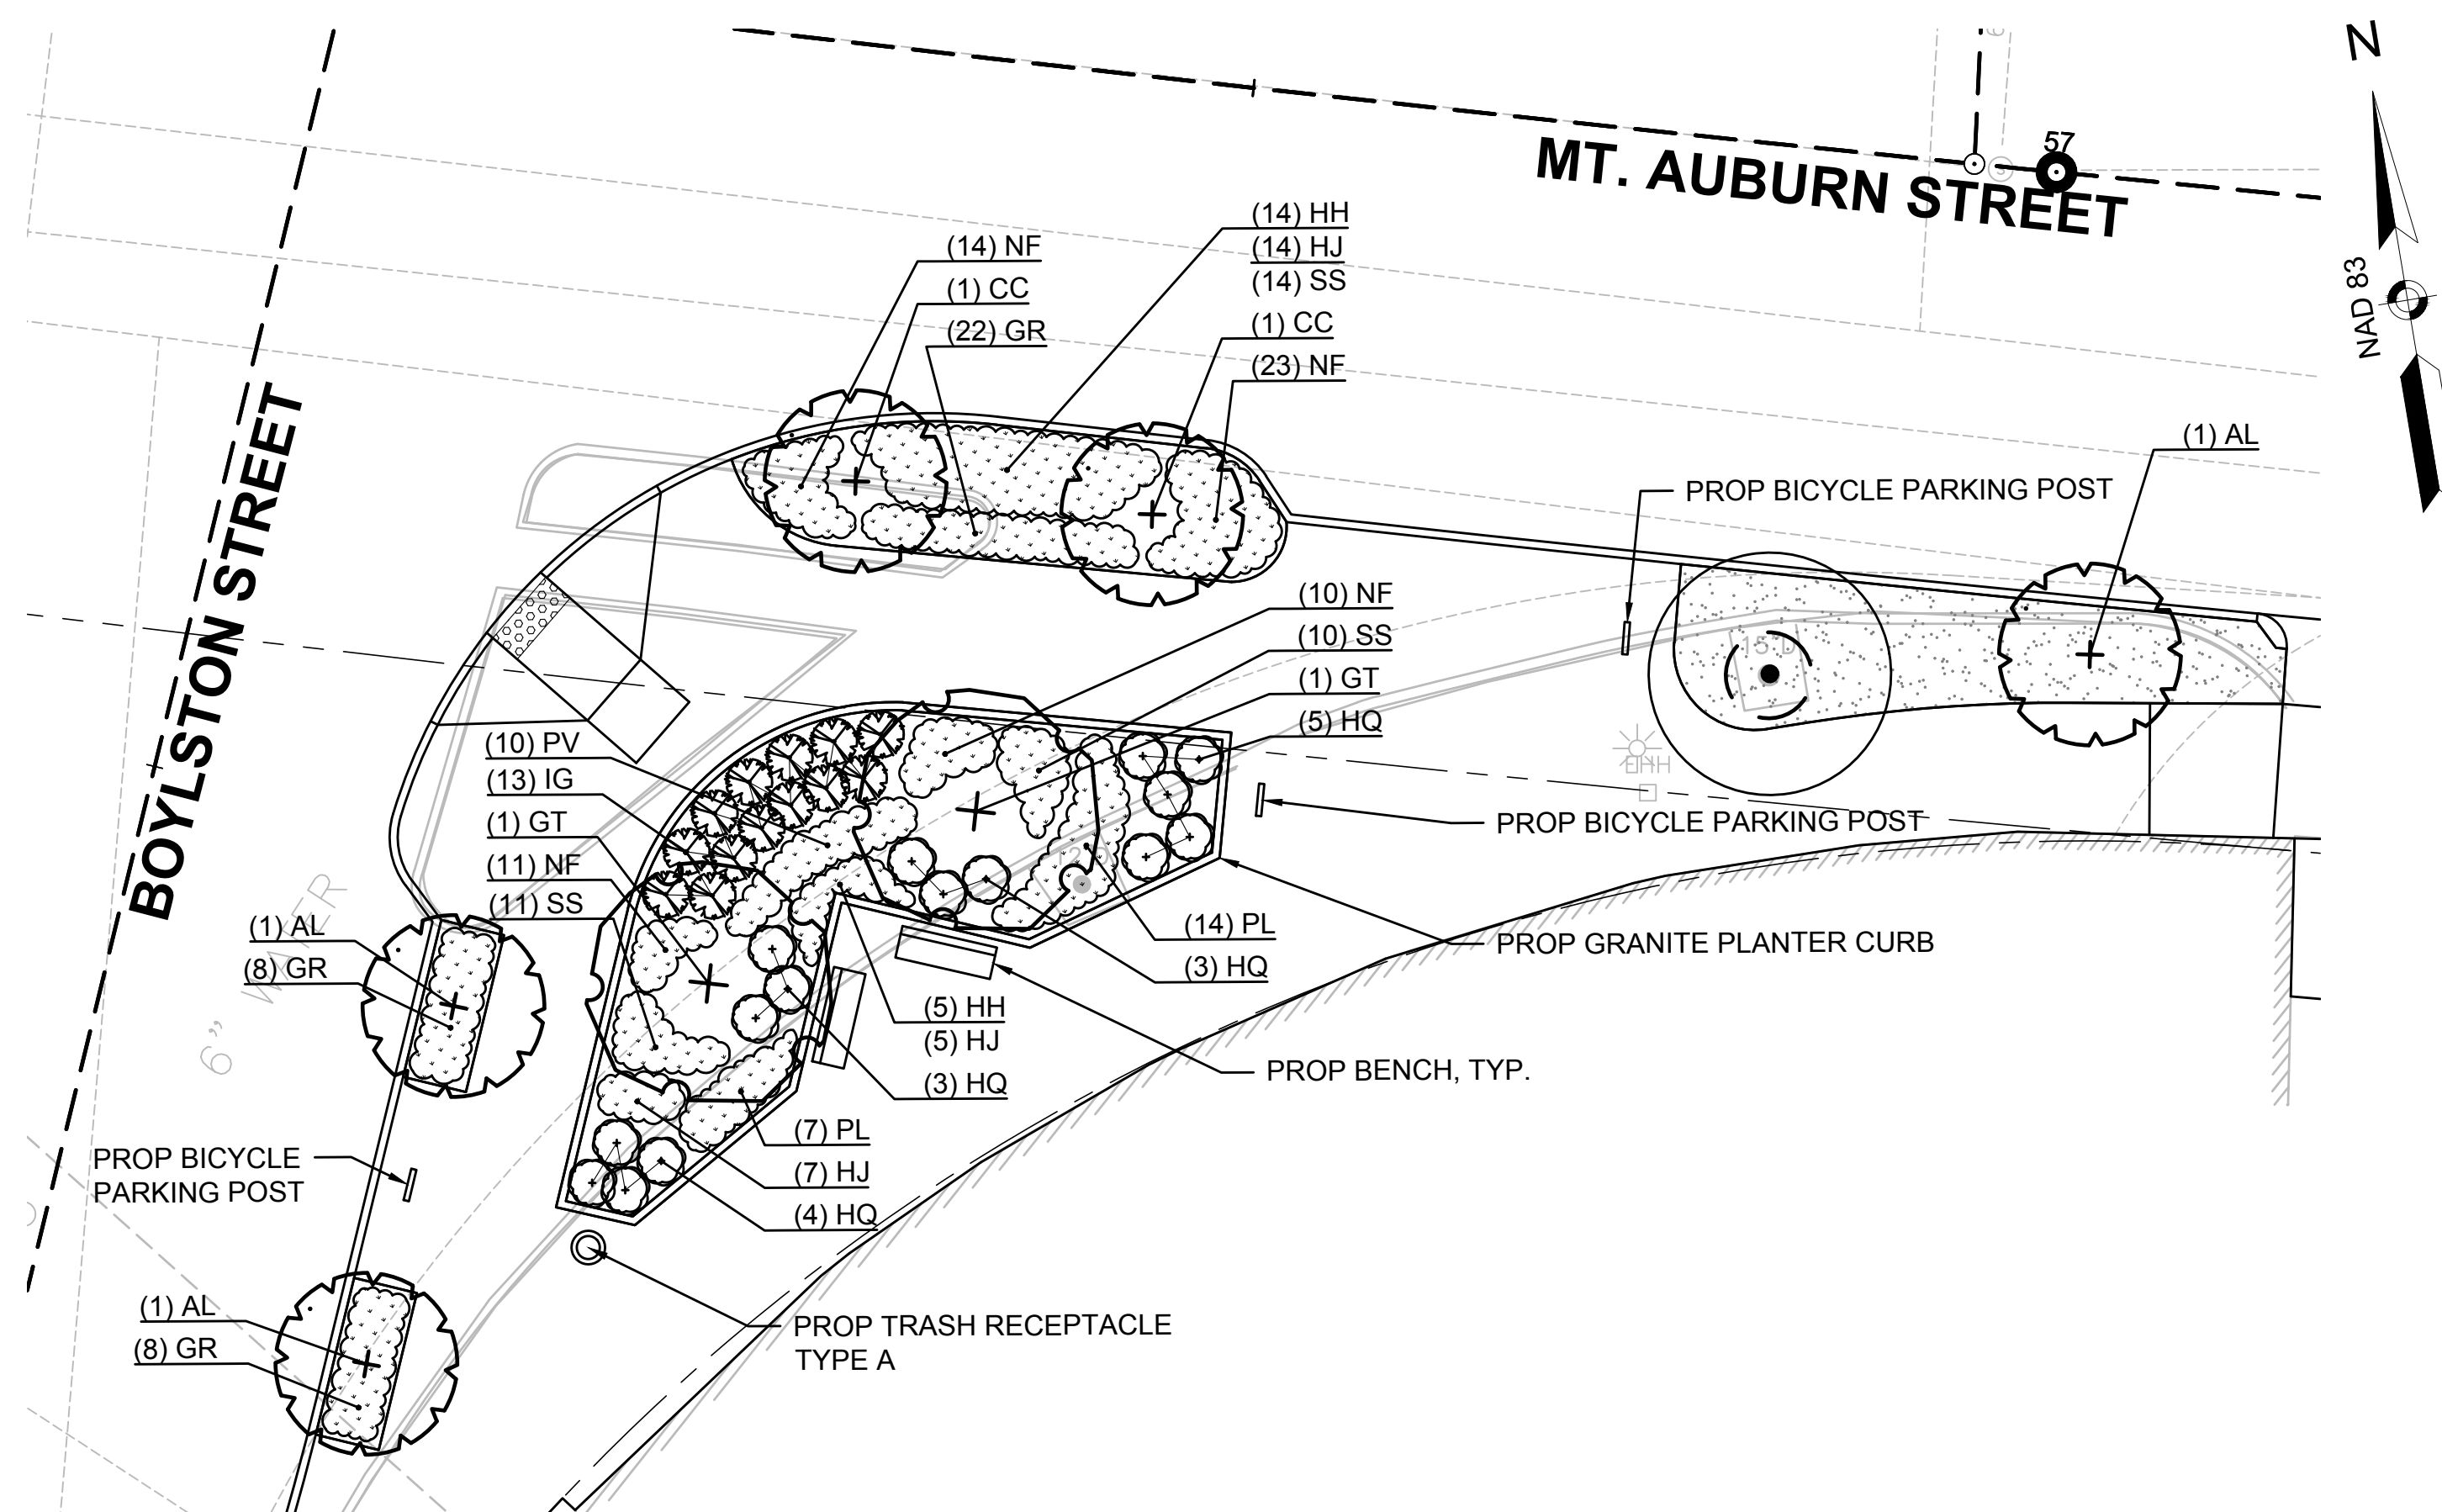 N
57
MT. AUBURN STREET
NAD 83
(14) HH
(14) HJ
(14) SS
(1) CC
(23) NF
(14) NF
(1) CC
(22) GR
(1) AL
PROP BICYCLE PARKING POST
BOYLSTON STREET
(10) NF
(10) SS
(1) GT
(5) HQ
15"D
HH
(10) PV
(13) IG
(1) GT
(11) NF
(11) SS
PROP BICYCLE PARKING POST
(1) AL
(8) GR
6" WATER
(14) PL
(3) HQ
PROP GRANITE PLANTER CURB
(5) HH
(5) HJ
(3) HQ
PROP BENCH, TYP.
(7) PL
(7) HJ
(4) HQ
PROP BICYCLE
PARKING POST
(1) AL
(8) GR
PROP TRASH RECEPTACLE
TYPE A